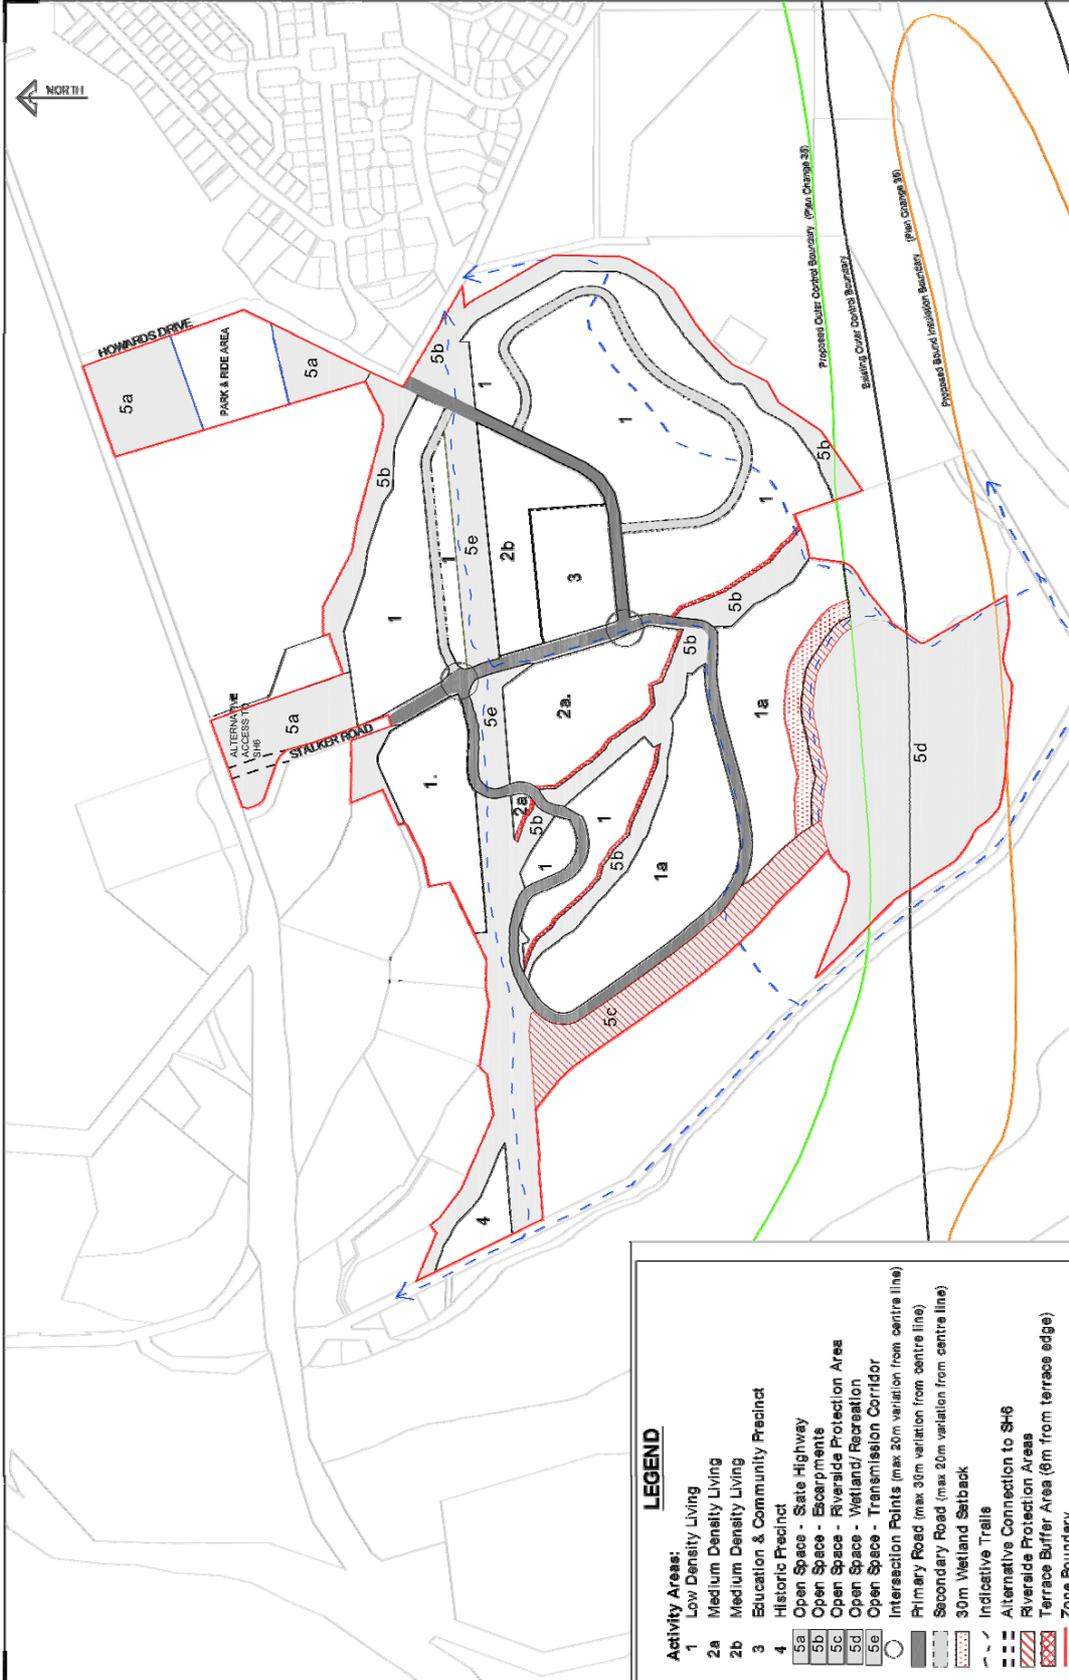 NORTH
HOWARDS DRIVE
5a
PARK & RIDE AREA
5a
5b
5b
ALTERNATIVE
ACCESS TO
SH6
5a
STALKER ROAD
1
1
5e
2b
3
1
1
1
5b
5b
5b
1.
5e
2a.
2a
5b
1
1
5b
1a
1a
5c
5d
4
Proposed Outer Control Boundary (Plan Change 35)
Existing Outer Control Boundary
Proposed Sound Insulation Boundary (Plan Change 35)
LEGEND
Activity Areas:
1 Low Density Living
2a Medium Density Living
2b Medium Density Living
3 Education & Community Precinct
4 Historic Precinct
5a Open Space - State Highway
5b Open Space - Escarpments
5c Open Space - Riverside Protection Area
5d Open Space - Wetland/ Recreation
5e Open Space - Transmission Corridor
Intersection Points (max 20m variation from centre line)
Primary Road (max 30m variation from centre line)
Secondary Road (max 20m variation from centre line)
30m Wetland Setback
Indicative Trails
Alternative Connection to SH6
Riverside Protection Areas
Terrace Buffer Area (6m from terrace edge)
Zone Boundary